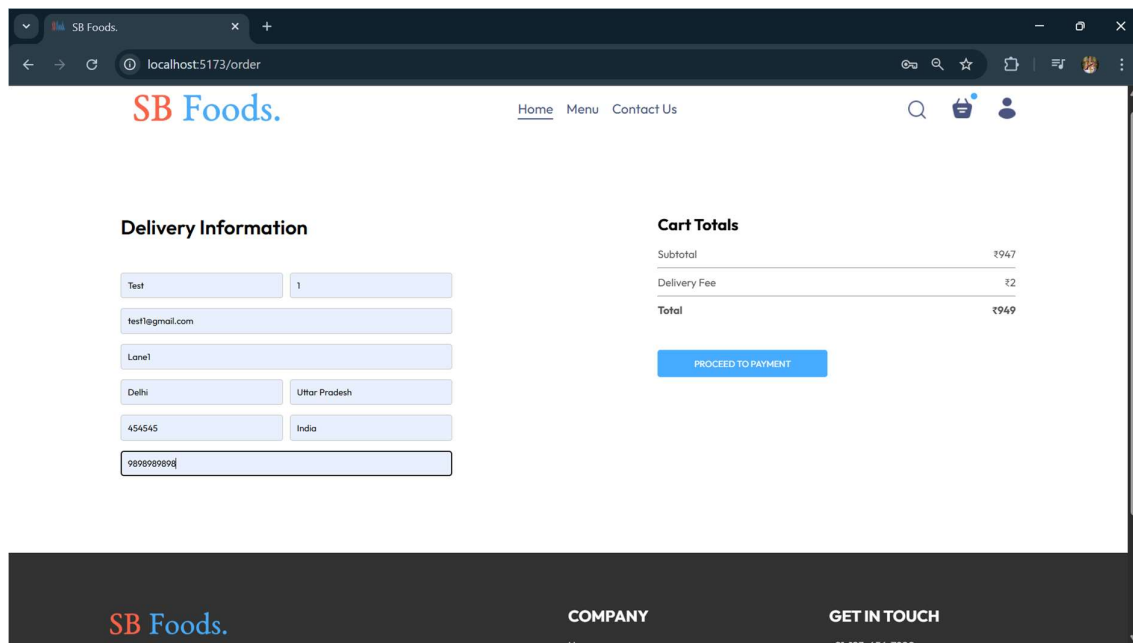 SB Foods.
localhost:5173/order
SB Foods.
Home Menu Contact Us
Delivery Information
Test 1
test1@gmail.com
Lane1
Delhi Uttar Pradesh
454545 India
9898989898
Cart Totals
Subtotal ₹947
Delivery Fee ₹2
Total ₹949
PROCEED TO PAYMENT
SB Foods.
COMPANY
GET IN TOUCH